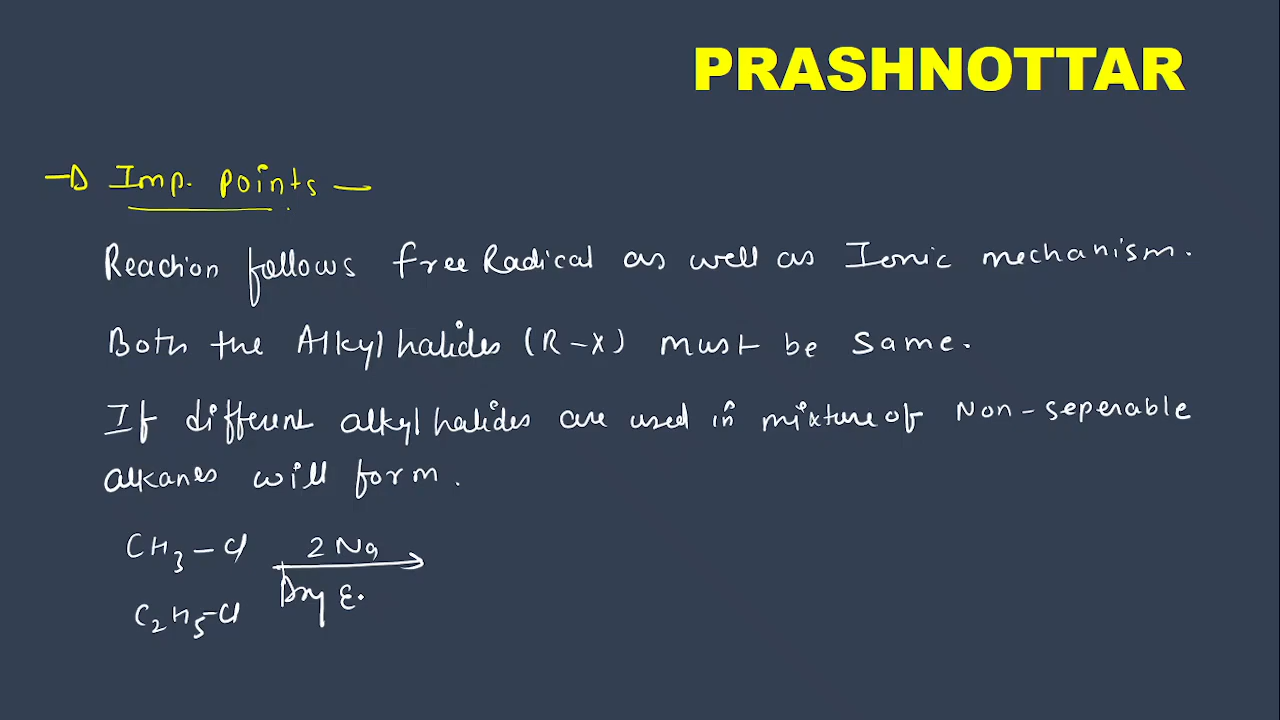 PRASHNOTTAR
→ Imp. points —
Reaction follows free Radical as well as Ionic mechanism.
Both the Alkyl halides (R-X) must be same.
If different alkyl halides are used in mixture of Non-seperable
alkanes will form.
CH3-Cl 2 Na
Dry E.
C2H5-Cl